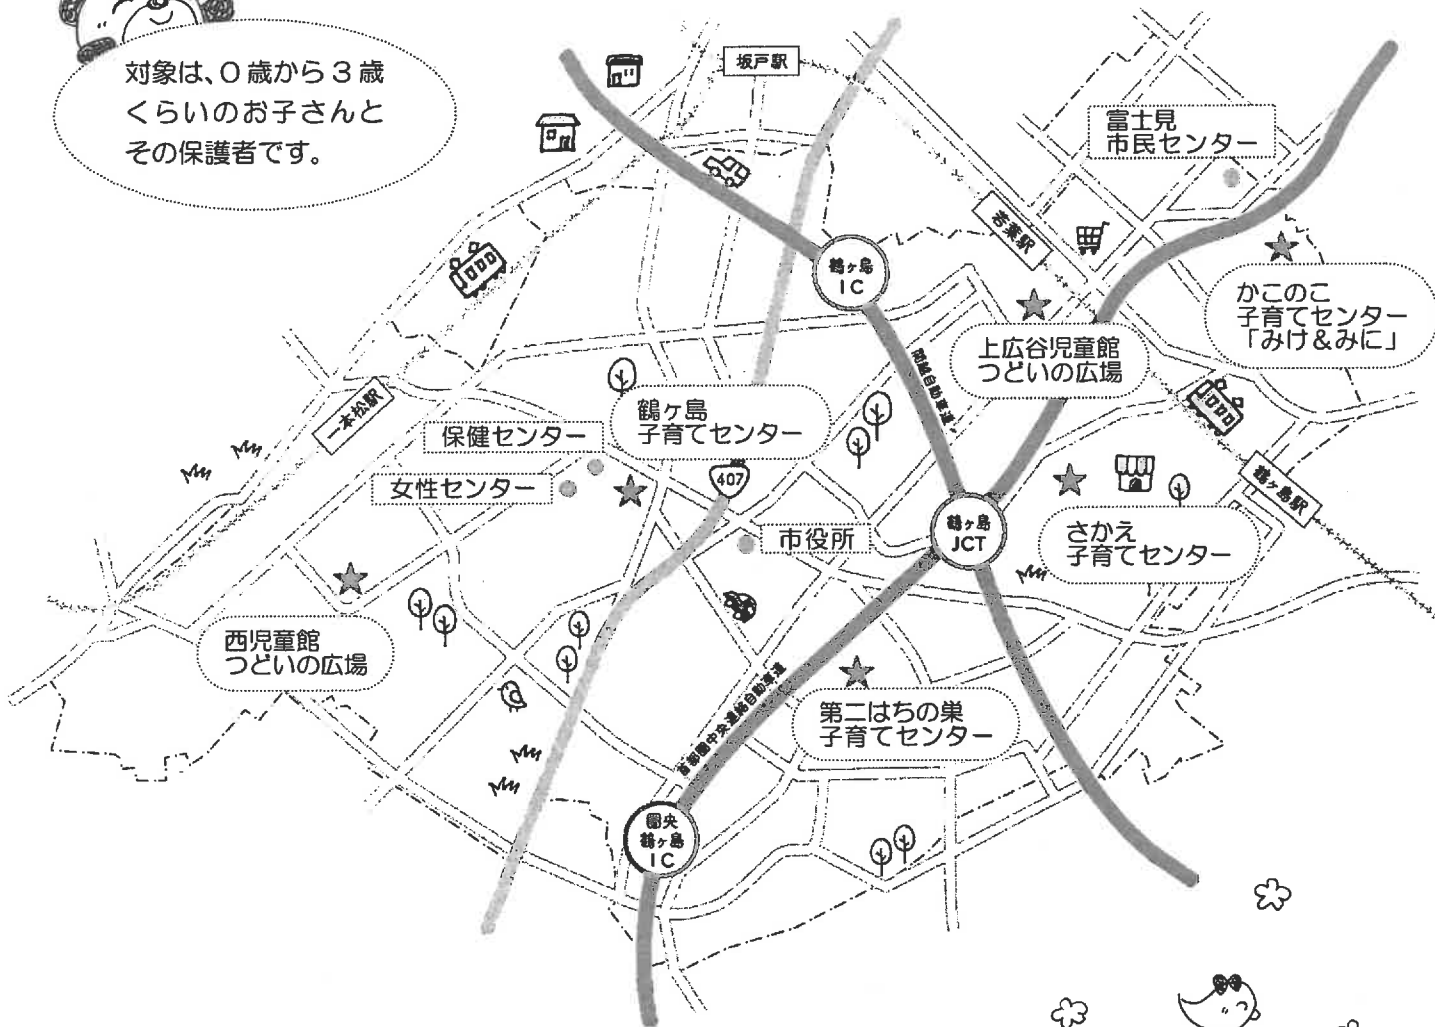 対象は、0歳から3歳
くらいのお子さんと
その保護者です。
坂戸駅
富士見
市民センター
若葉駅
鶴ヶ島
IC
かこのこ
子育てセンター
「みけ&みに」
上広谷児童館
つどいの広場
関越自動車道
一本松駅
鶴ヶ島
子育てセンター
保健センター
女性センター
407
鶴ヶ島駅
市役所
鶴ヶ島
JCT
さかえ
子育てセンター
西児童館
つどいの広場
首都圏中央連絡自動車道
第二はちの巣
子育てセンター
圏央
鶴ヶ島
IC